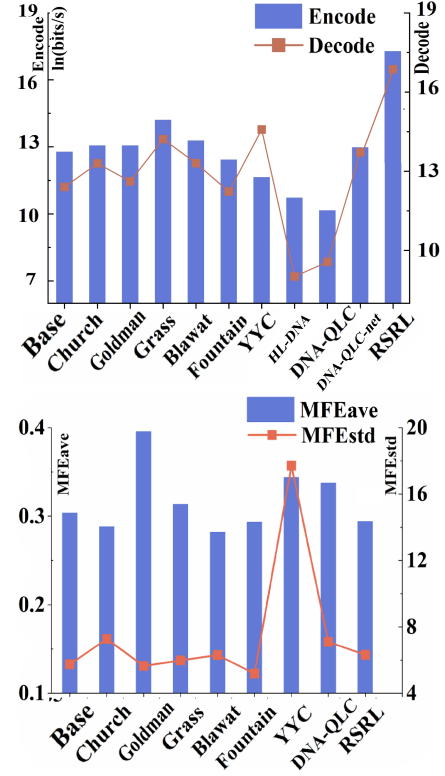 19
16
13
10
7
Encode
ln(bits/s)
Encode
Decode
Decode
19
16
13
10
Base
Church
Goldman
Grass
Blawat
Fountain
YYC
HL-DNA
DNA-QLC
DNA-QLC-net
RSRL
0.4
0.3
0.2
0.1
MFEave
MFEave
MFEstd
MFEstd
20
16
12
8
4
Base
Church
Goldman
Grass
Blawat
Fountain
YYC
DNA-QLC
RSRL